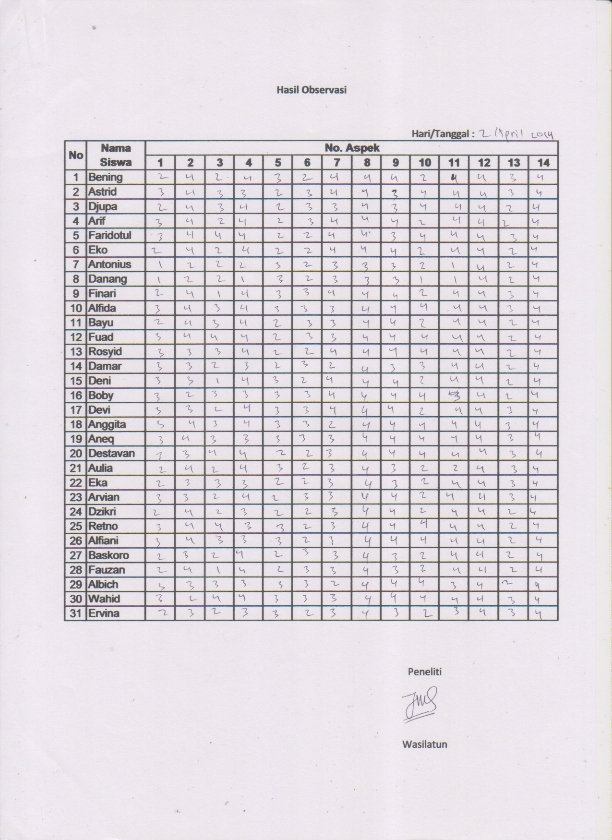 Hasil Observasi
Hari/Tanggal : 2 April 2014
No Nama Siswa No. Aspek
1 2 3 4 5 6 7 8 9 10 11 12 13 14
1 Bening 2 4 2 4 3 2 4 4 4 2 4 4 3 4
2 Astrid 3 4 3 3 2 3 4 4 3 4 4 4 3 4
3 Djupa 2 4 3 4 2 3 3 4 3 4 4 4 2 4
4 Arif 3 4 2 4 2 3 4 4 4 2 4 4 2 4
5 Faridotul 3 4 4 4 2 2 4 4 3 4 4 4 3 4
6 Eko 2 4 2 4 2 2 4 4 4 2 4 4 2 4
7 Antonius 1 2 2 2 3 2 3 3 3 2 1 4 2 4
8 Danang 1 2 2 1 3 2 3 3 3 1 1 4 2 4
9 Finari 2 4 1 4 3 3 4 4 4 2 4 4 3 4
10 Alfida 3 4 3 4 3 3 3 4 4 4 4 4 3 4
11 Bayu 2 4 3 4 2 3 3 4 4 2 4 4 2 4
12 Fuad 3 4 4 4 2 3 3 4 4 4 4 4 2 4
13 Rosyid 3 3 3 4 2 2 4 4 4 4 4 4 2 4
14 Damar 3 3 2 3 2 3 2 4 3 3 4 4 2 4
15 Deni 3 3 1 4 3 2 4 4 4 2 4 4 2 4
16 Boby 3 2 3 3 3 3 4 4 4 4 3 4 2 4
17 Devi 3 3 2 4 3 3 4 4 4 2 4 4 3 4
18 Anggita 3 4 3 4 3 3 2 4 4 4 4 4 3 4
19 Aneq 3 4 3 3 3 3 3 4 4 4 4 4 3 4
20 Destavan 3 3 4 4 2 2 3 4 4 4 4 4 3 4
21 Aulia 2 4 2 4 3 2 3 4 3 2 2 4 3 4
22 Eka 2 3 3 3 2 2 3 4 3 2 4 4 3 4
23 Arvian 3 3 2 4 2 3 3 4 4 2 4 4 3 4
24 Dzikri 2 4 2 3 2 2 3 4 4 2 4 4 2 4
25 Retno 3 4 4 3 3 2 3 4 4 4 4 4 2 4
26 Alfiani 3 4 3 3 3 2 1 4 4 4 4 4 2 4
27 Baskoro 2 3 2 4 2 3 3 4 3 2 4 4 2 4
28 Fauzan 2 4 1 4 2 3 3 4 3 2 4 4 2 4
29 Albich 3 3 3 3 3 3 2 4 4 4 3 4 2 4
30 Wahid 3 2 4 4 3 3 3 4 4 4 4 4 3 4
31 Ervina 2 3 2 3 3 2 3 4 3 2 3 4 3 4
Peneliti
Wasilatun